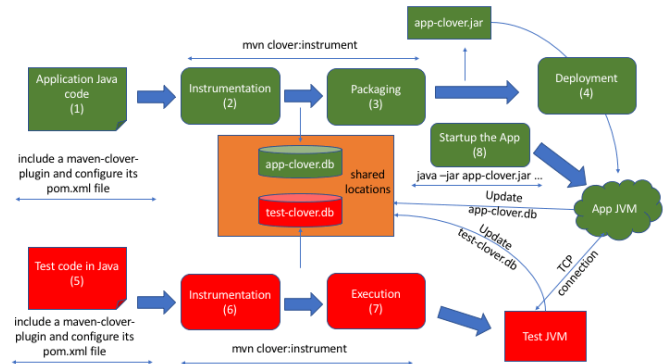 app-clover.jar
mvn clover:instrument
Application Java
code
(1)
Instrumentation
(2)
Packaging
(3)
Deployment
(4)
Startup the App
(8)
include a maven-clover-
plugin and configure its
pom.xml file
app-clover.db
shared
locations
test-clover.db
java –jar app-clover.jar ...
Update
app-clover.db
App JVM
Update
test-clover.db
TCP
connection
Test code in Java
(5)
Instrumentation
(6)
Execution
(7)
Test JVM
include a maven-clover-
plugin and configure its
pom.xml file
mvn clover:instrument